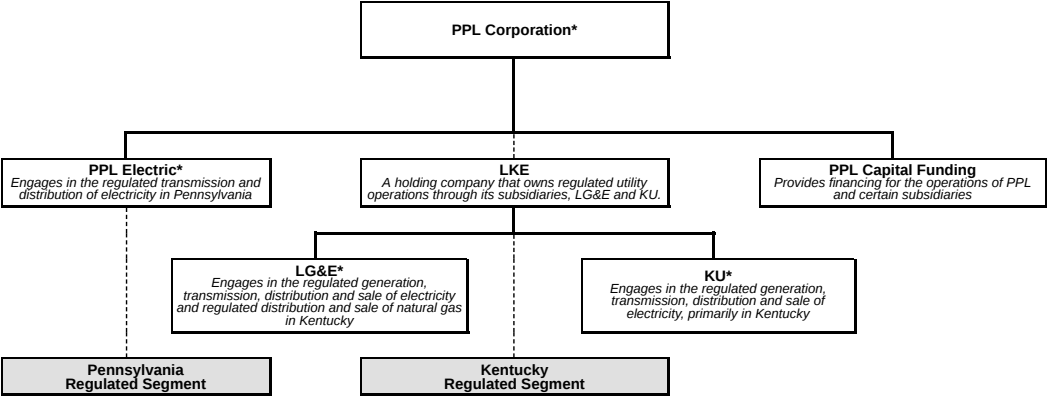 PPL Corporation*
PPL Electric*
Engages in the regulated transmission and
distribution of electricity in Pennsylvania
LKE
A holding company that owns regulated utility
operations through its subsidiaries, LG&E and KU.
PPL Capital Funding
Provides financing for the operations of PPL
and certain subsidiaries
LG&E*
Engages in the regulated generation,
transmission, distribution and sale of electricity
and regulated distribution and sale of natural gas
in Kentucky
KU*
Engages in the regulated generation,
transmission, distribution and sale of
electricity, primarily in Kentucky
Pennsylvania
Regulated Segment
Kentucky
Regulated Segment